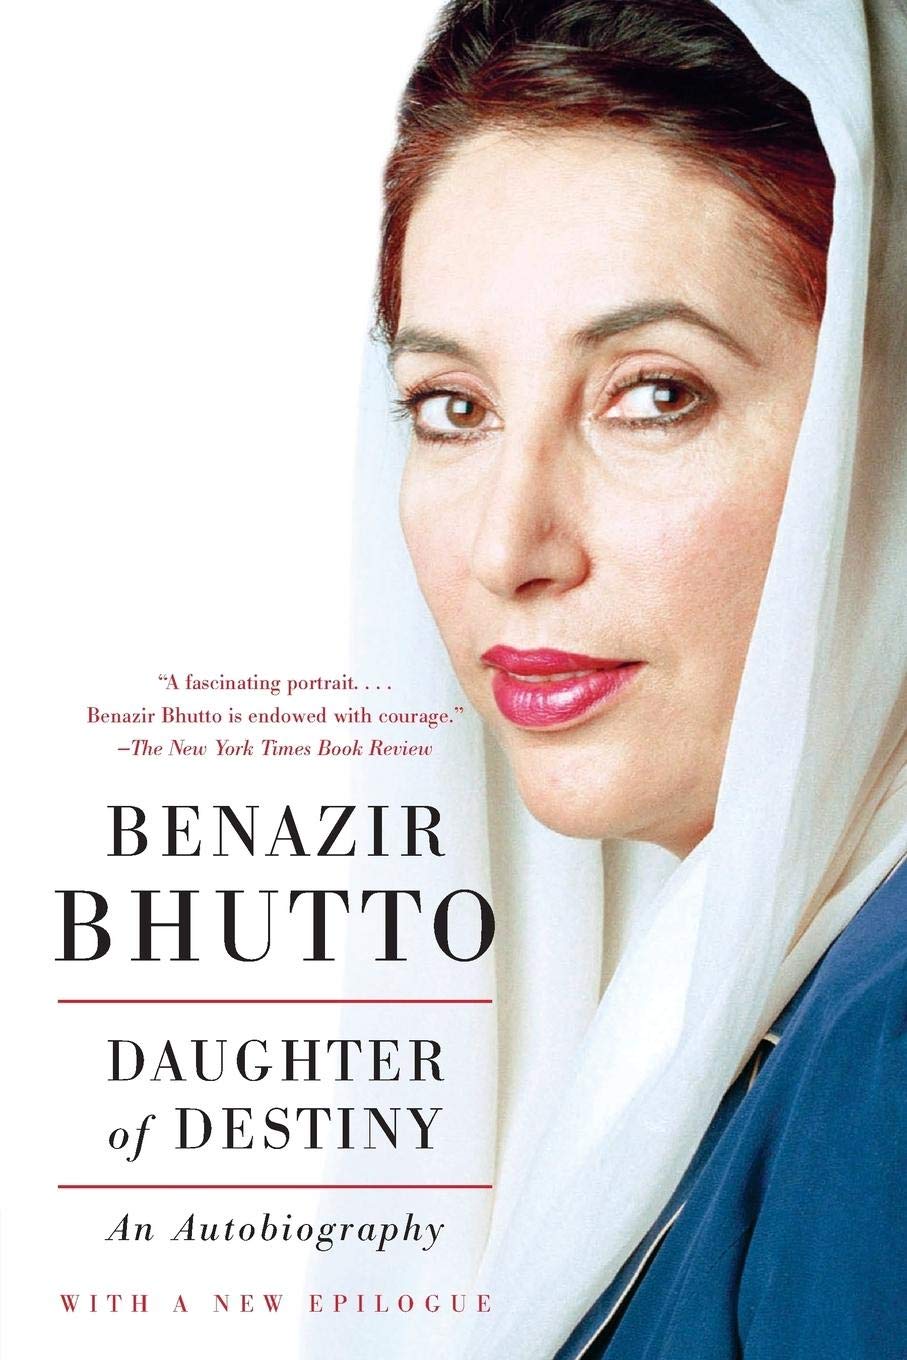 “A fascinating portrait. . . .
Benazir Bhutto is endowed with courage.”
–The New York Times Book Review
BENAZIR
BHUTTO
DAUGHTER
of DESTINY
An Autobiography
WITH A NEW EPILOGUE